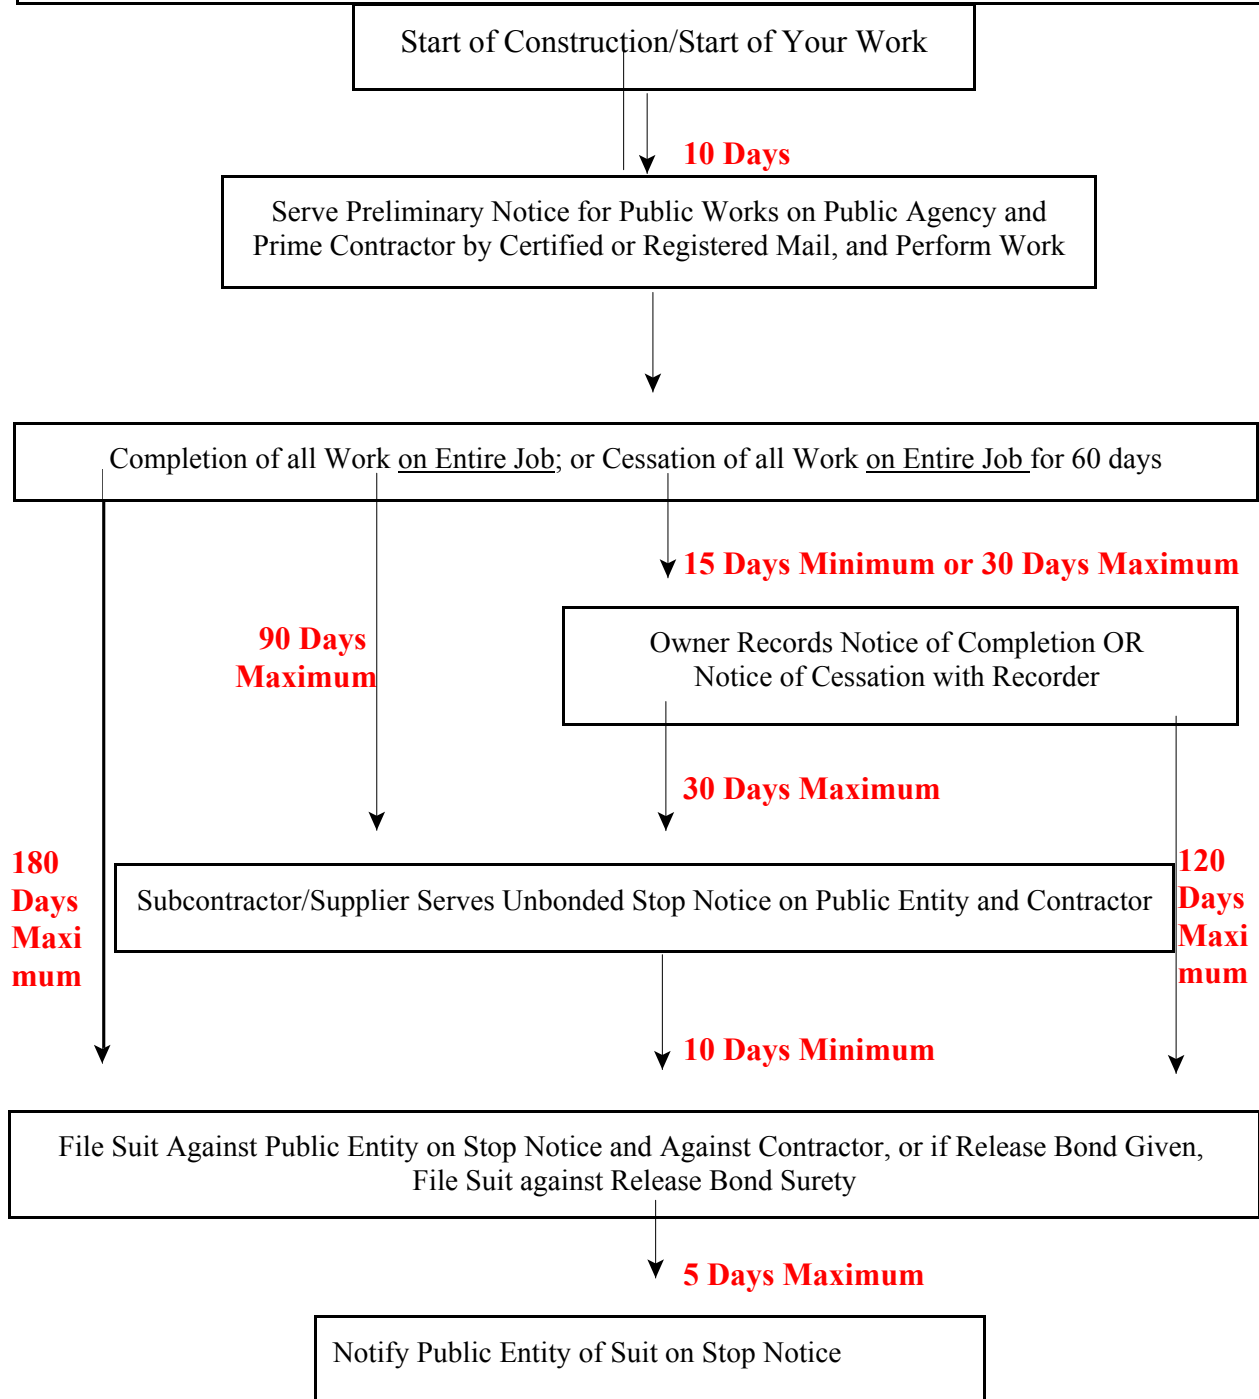 Start of Construction/Start of Your Work
10 Days
Serve Preliminary Notice for Public Works on Public Agency and
Prime Contractor by Certified or Registered Mail, and Perform Work
Completion of all Work on Entire Job; or Cessation of all Work on Entire Job for 60 days
15 Days Minimum or 30 Days Maximum
90 Days
Maximum
Owner Records Notice of Completion OR
Notice of Cessation with Recorder
30 Days Maximum
180
Days
Maxi
mum
Subcontractor/Supplier Serves Unbonded Stop Notice on Public Entity and Contractor
120
Days
Maxi
mum
10 Days Minimum
File Suit Against Public Entity on Stop Notice and Against Contractor, or if Release Bond Given,
File Suit against Release Bond Surety
5 Days Maximum
Notify Public Entity of Suit on Stop Notice